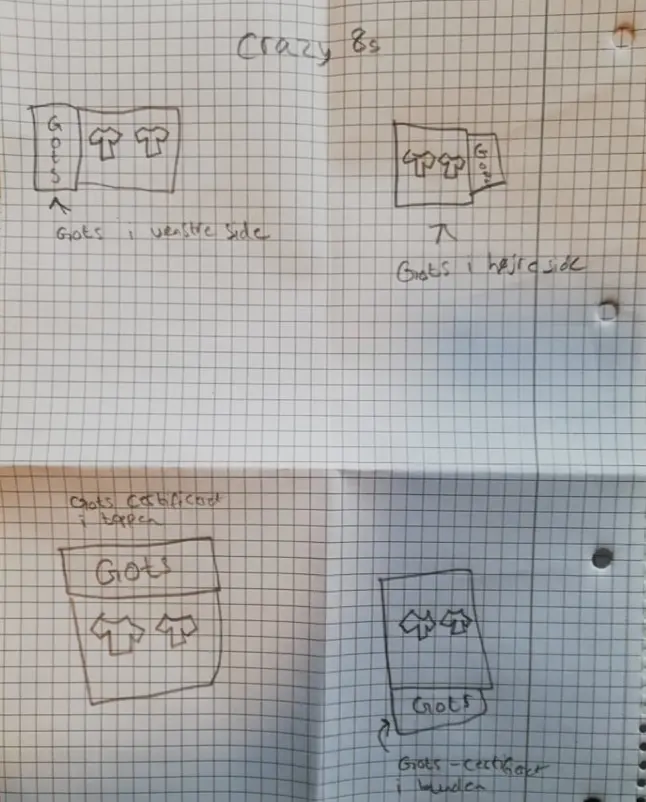 Crazy 8s
Gots
Gots i venstre side
Gots
Gots i højre side
Gots certificat
i toppen
Gots
Gots
Gots - certificat
i bunden